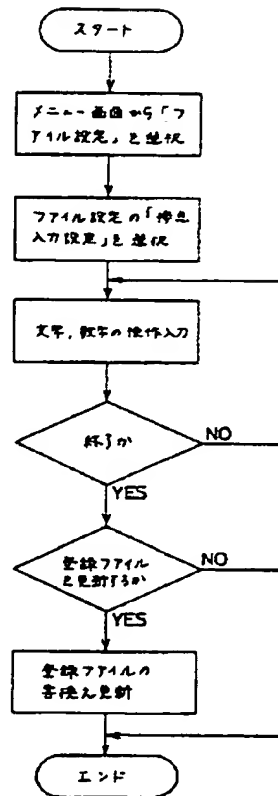 スタート
メニュー画面から「フ
ァイル設定」を選択
ファイル設定の「接点
入力設定」を選択
文字,数字の操作入力
終了か
NO
YES
登録ファイル
を更新するか
NO
YES
登録ファイルの
書換え更新
エンド